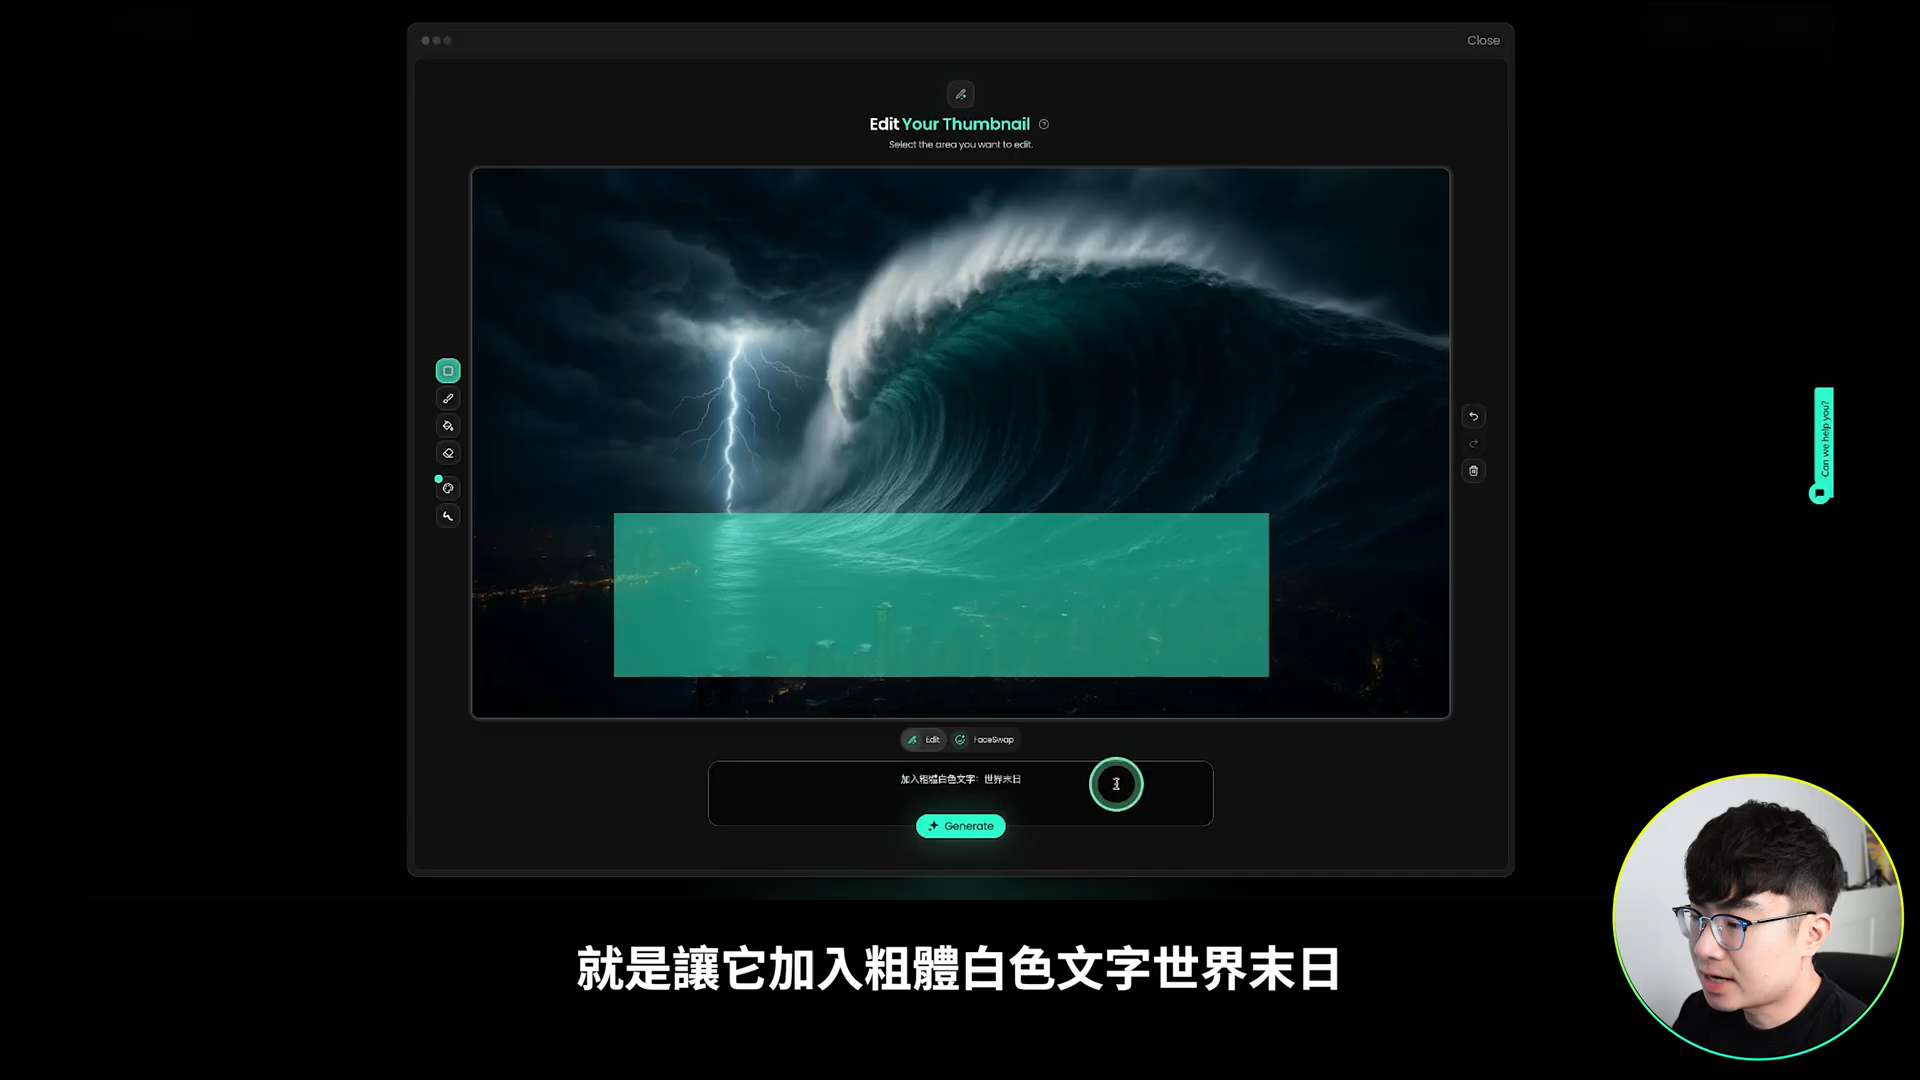 Close
Edit Your Thumbnail
Select the area you want to edit.
Can we help you?
Edit
FaceSwap
加入粗體白色文字：世界末日
Generate
就是讓它加入粗體白色文字世界末日